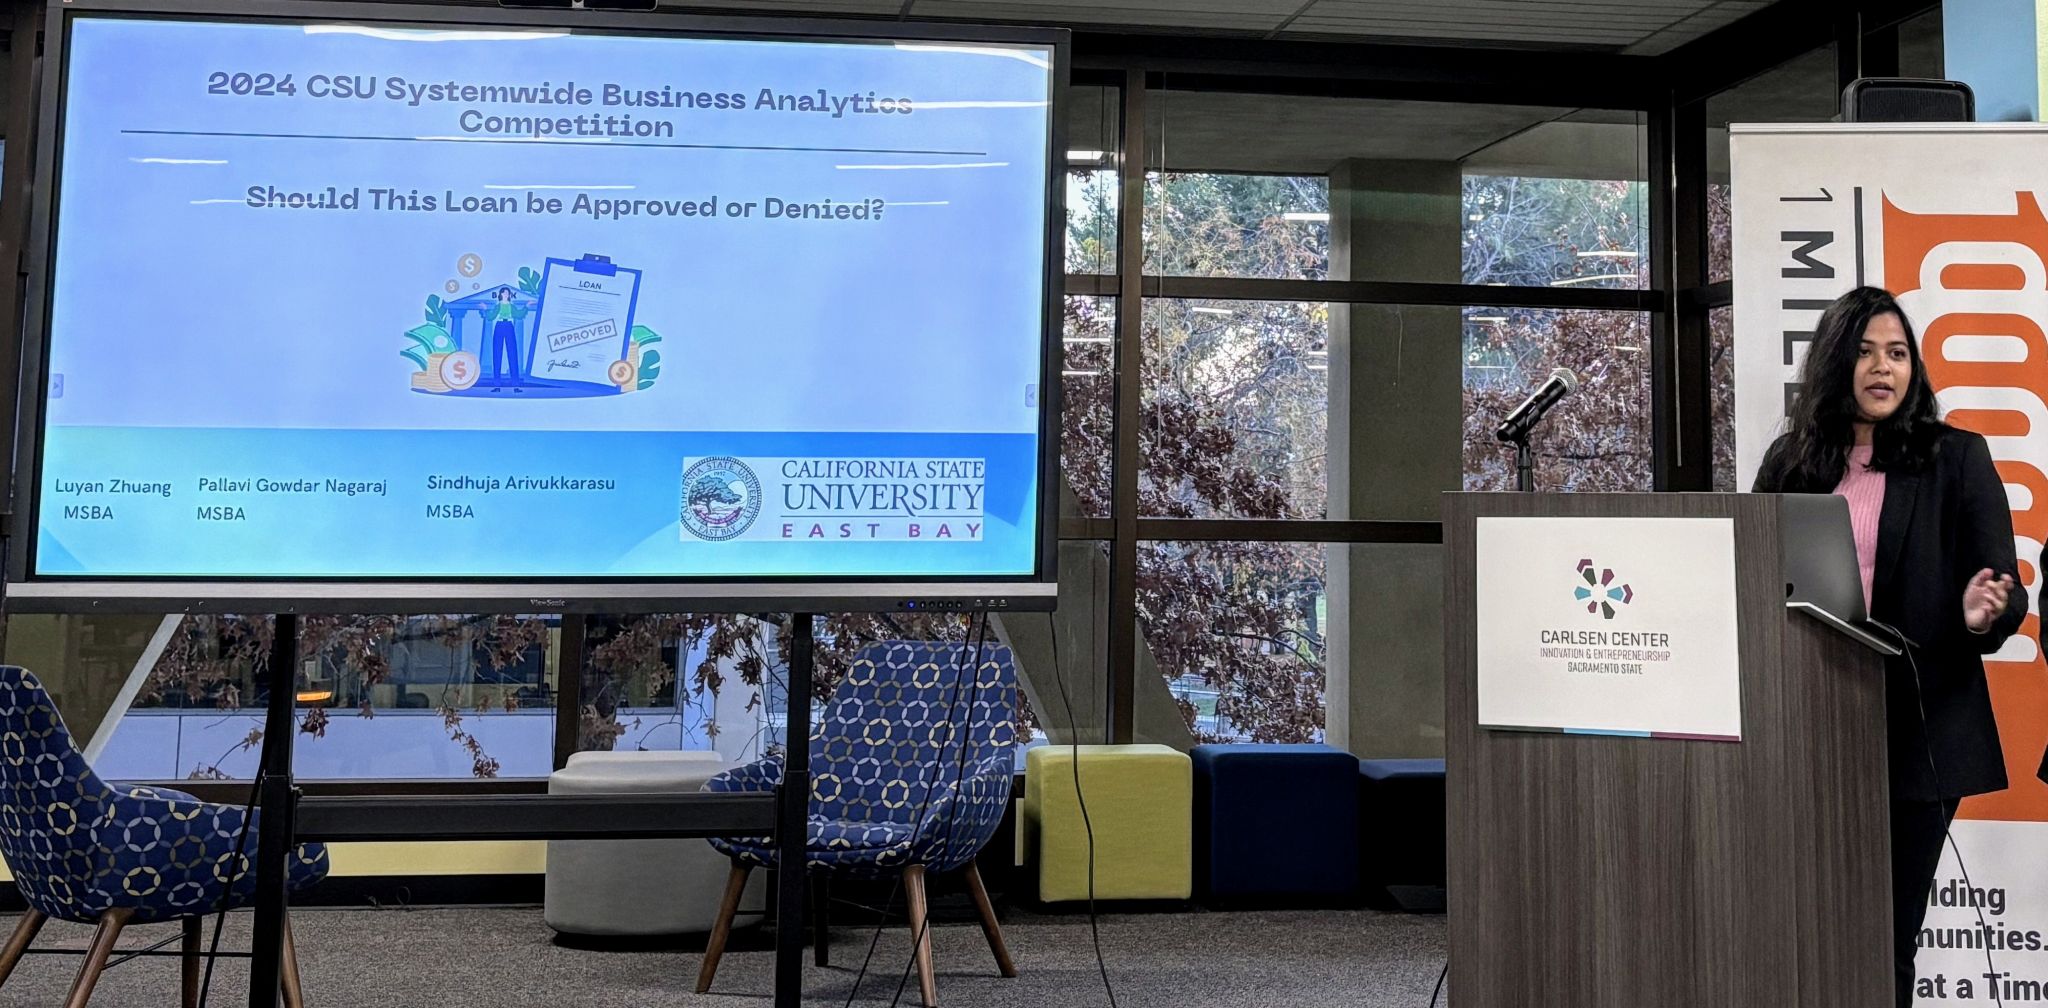 2024 CSU Systemwide Business Analytics
Competition
Should This Loan be Approved or Denied?
LOAN
APPROVED
Luyan Zhuang
MSBA
Pallavi Gowdar Nagaraj
MSBA
Sindhuja Arivukkarasu
MSBA
CALIFORNIA STATE
UNIVERSITY
EAST BAY
ViewSonic
CARLSEN CENTER
INNOVATION & ENTREPRENEURSHIP
SACRAMENTO STATE
1 MIL
lding
munities.
at a Time